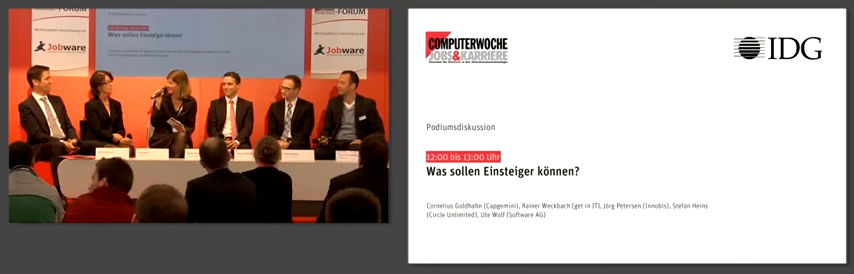 -FORUM
Jobware
Podiumsdiskussion
Was sollen Einsteiger können?
FORUM
Jobware
COMPUTERWOCHE
JOBS&KARRIERE
IDG
Podiumsdiskussion
12:00 bis 13:00 Uhr
Was sollen Einsteiger können?
Cornelius Goldhahn (Capgemini), Rainer Weckbach (get in IT), Jörg Petersen (Innobis), Stefan Heins
(Circle Unlimited), Ute Wolf (Software AG)